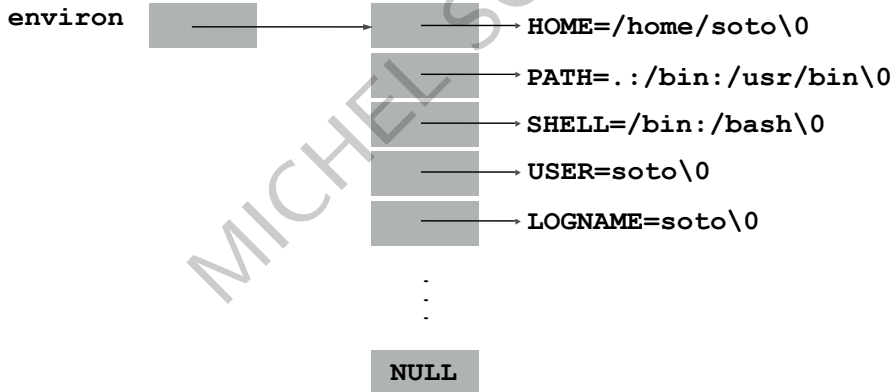 environ
HOME=/home/soto\0
PATH=.:/bin:/usr/bin\0
SHELL=/bin:/bash\0
USER=soto\0
LOGNAME=soto\0
.
.
.
NULL
MICHEL